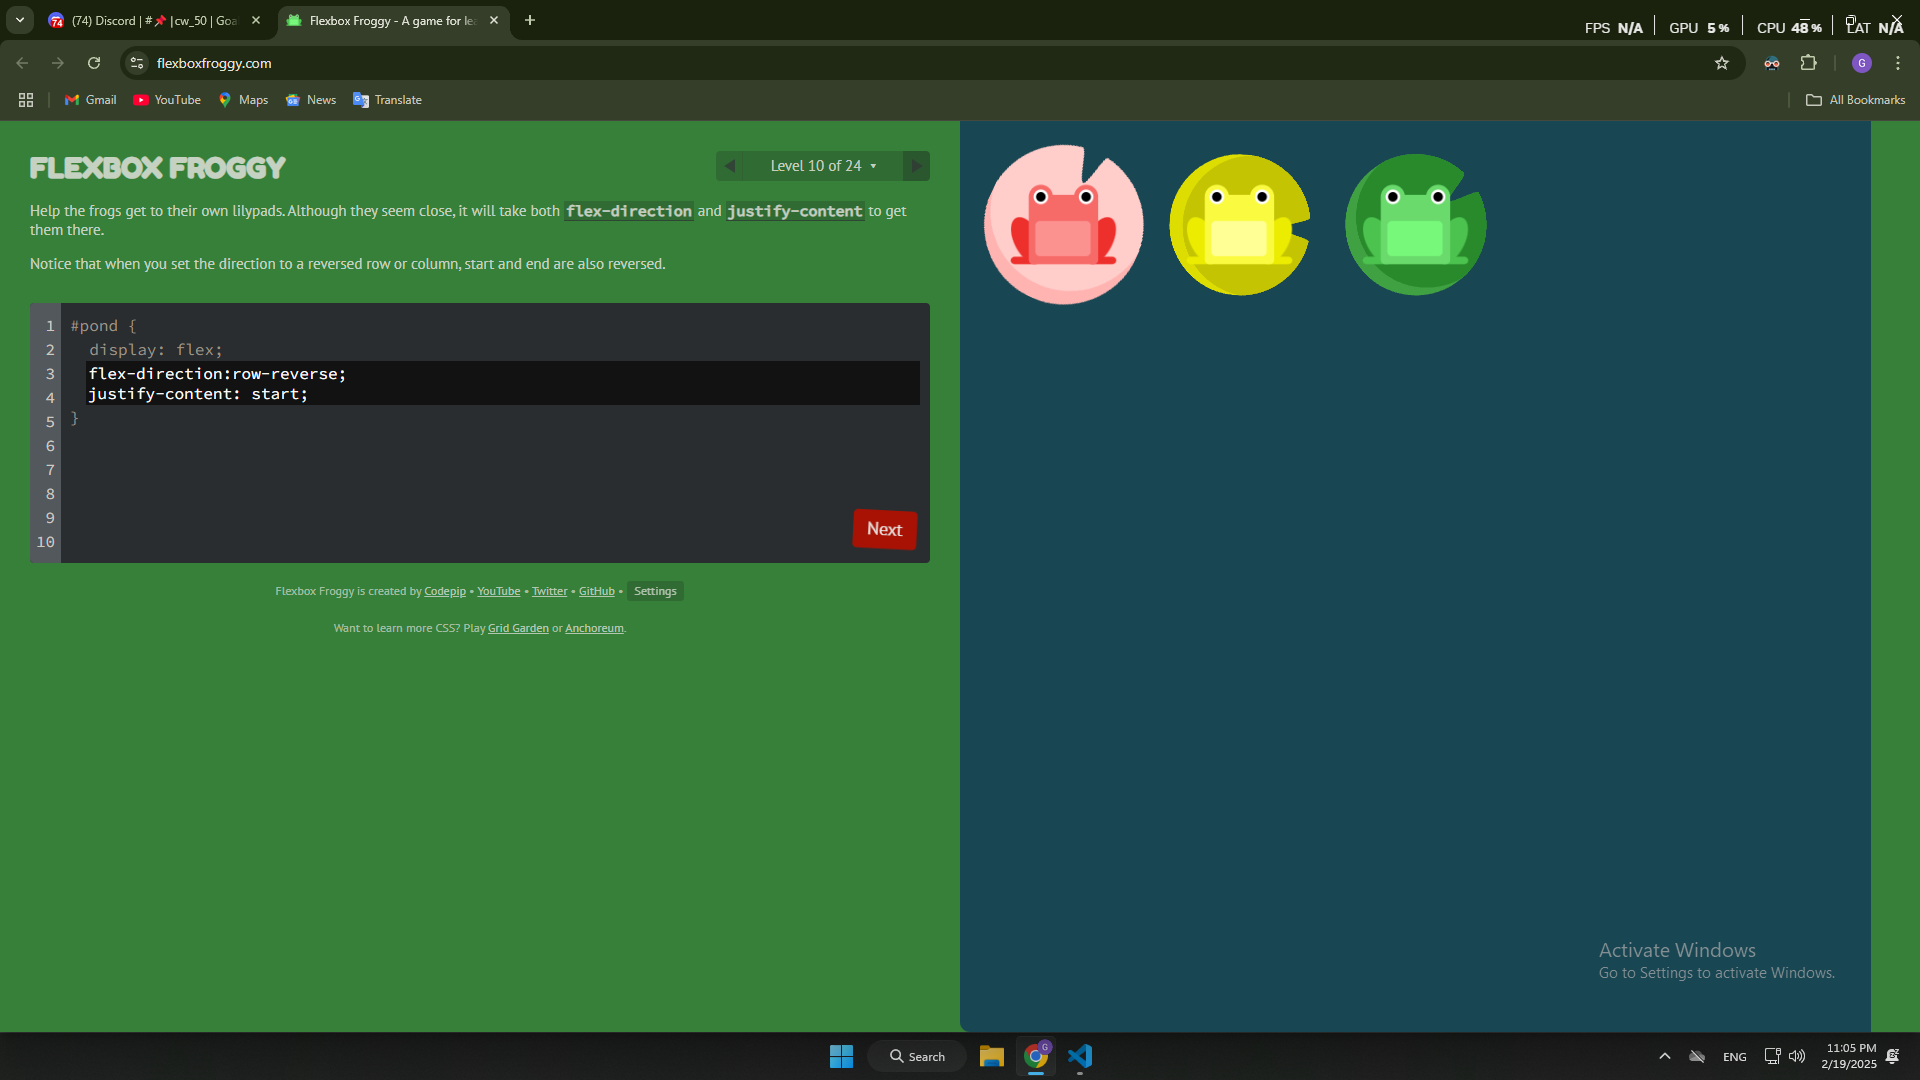 (74) Discord | #📌 |cw_50 | Goa
Flexbox Froggy - A game for lea
FPS N/A GPU 5 % CPU 48 % LAT N/A
flexboxfroggy.com
G
Gmail
YouTube
Maps
News
Translate
All Bookmarks
FLEXBOX FROGGY
Level 10 of 24
Help the frogs get to their own lilypads. Although they seem close, it will take both flex-direction and justify-content to get
them there.
Notice that when you set the direction to a reversed row or column, start and end are also reversed.
1 #pond {
2 display: flex;
3 flex-direction:row-reverse;
4 justify-content: start;
5 }
6
7
8
9
10
Next
Flexbox Froggy is created by Codepip • YouTube • Twitter • GitHub • Settings
Want to learn more CSS? Play Grid Garden or Anchoreum.
Activate Windows
Go to Settings to activate Windows.
Search
G
ENG
11:05 PM
2/19/2025